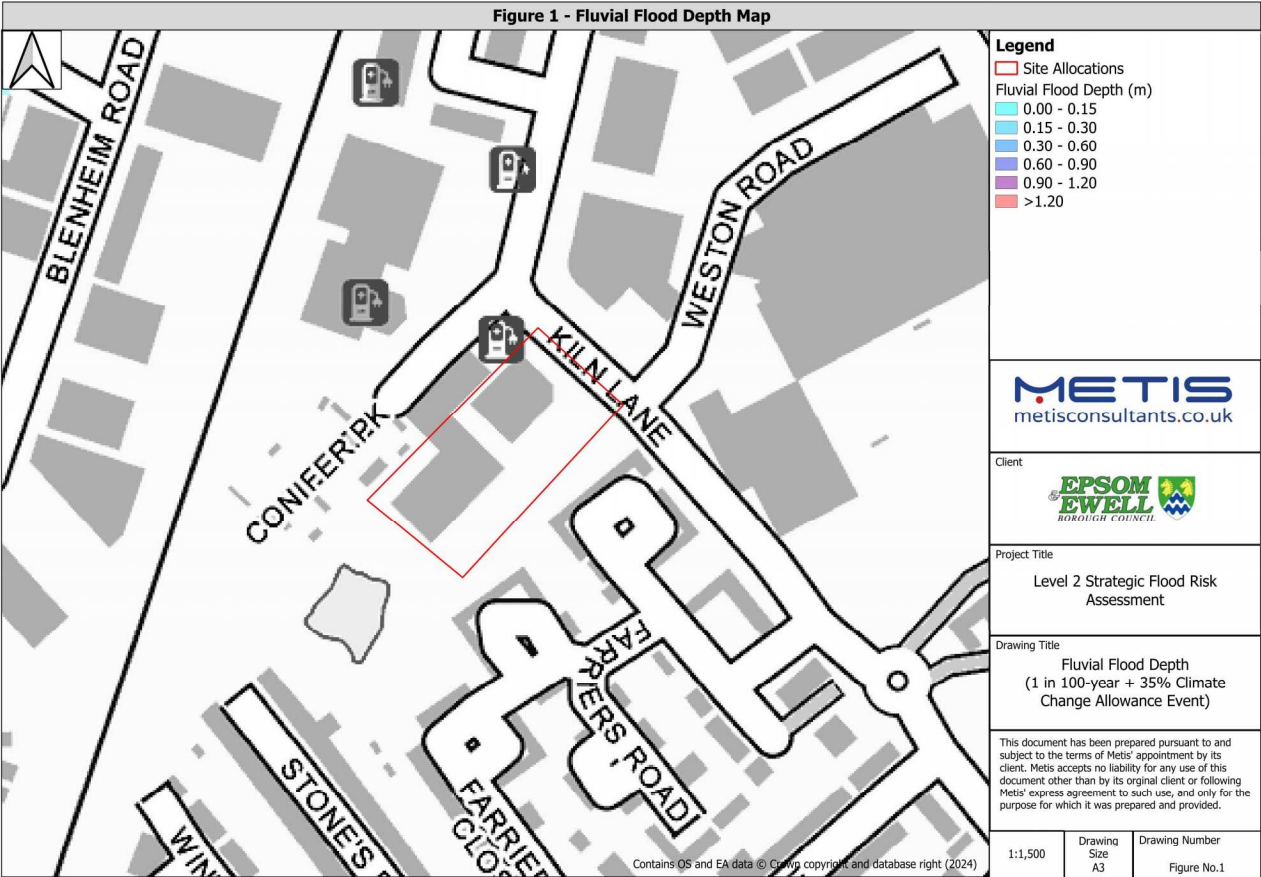 Figure 1 - Fluvial Flood Depth Map
BLENHEIM ROAD
WESTON ROAD
KILN LANE
CONIFER PK
FARRIERS ROAD
STONE'S
FARRIER
CLOS
WIN
Contains OS and EA data © Crown copyright and database right (2024)
Legend
Site Allocations
Fluvial Flood Depth (m)
0.00 - 0.15
0.15 - 0.30
0.30 - 0.60
0.60 - 0.90
0.90 - 1.20
>1.20
METIS
metisconsultants.co.uk
Client
EPSOM
& EWELL
BOROUGH COUNCIL
Project Title
Level 2 Strategic Flood Risk
Assessment
Drawing Title
Fluvial Flood Depth
(1 in 100-year + 35% Climate
Change Allowance Event)
This document has been prepared pursuant to and
subject to the terms of Metis' appointment by its
client. Metis accepts no liability for any use of this
document other than by its orginal client or following
Metis' express agreement to such use, and only for the
purpose for which it was prepared and provided.
1:1,500
Drawing
Size
A3
Drawing Number
Figure No.1